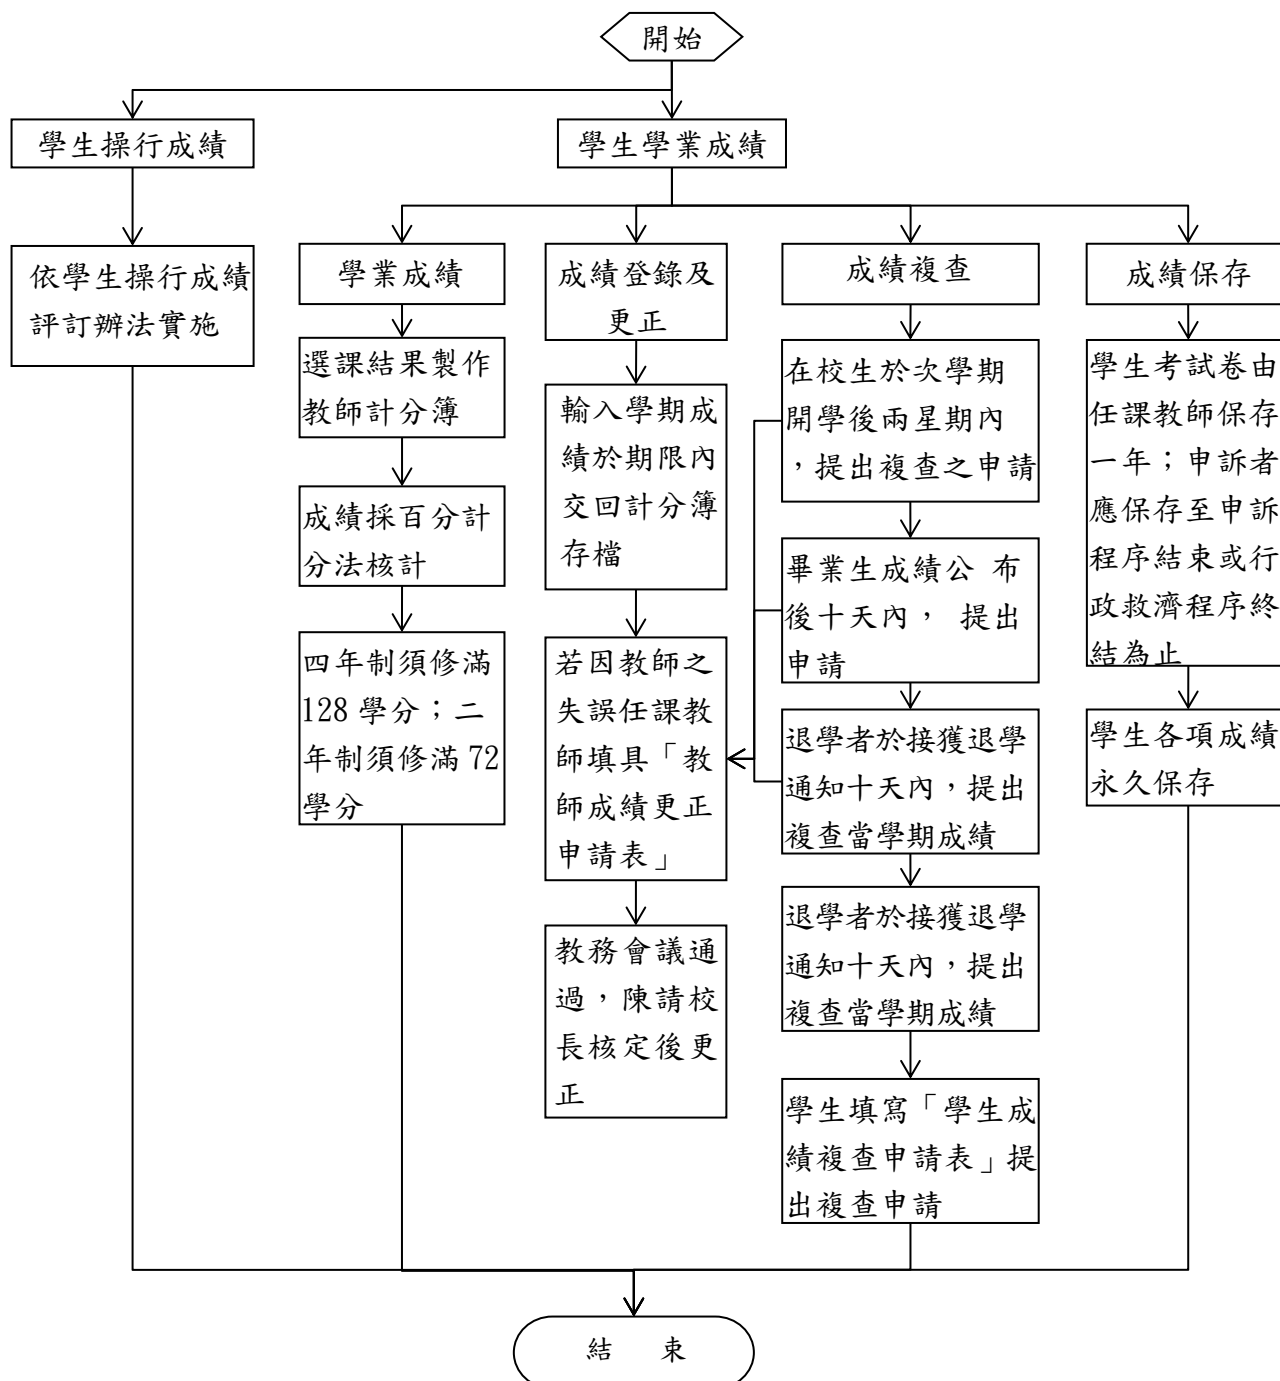 開始
學生操行成績
學生學業成績
依學生操行成績
評訂辦法實施
學業成績
選課結果製作
教師計分簿
成績採百分計
分法核計
四年制須修滿
128 學分；二
年制須修滿 72
學分
成績登錄及
更正
輸入學期成
績於期限內
交回計分簿
存檔
若因教師之
失誤任課教
師填具「教
師成績更正
申請表」
教務會議通
過，陳請校
長核定後更
正
成績複查
在校生於次學期
開學後兩星期內
，提出複查之申請
畢業生成績公 布
後十天內， 提出
申請
退學者於接獲退學
通知十天內，提出
複查當學期成績
退學者於接獲退學
通知十天內，提出
複查當學期成績
學生填寫「學生成
績複查申請表」提
出複查申請
成績保存
學生考試卷由
任課教師保存
一年；申訴者
應保存至申訴
程序結束或行
政救濟程序終
結為止
學生各項成績
永久保存
結 束